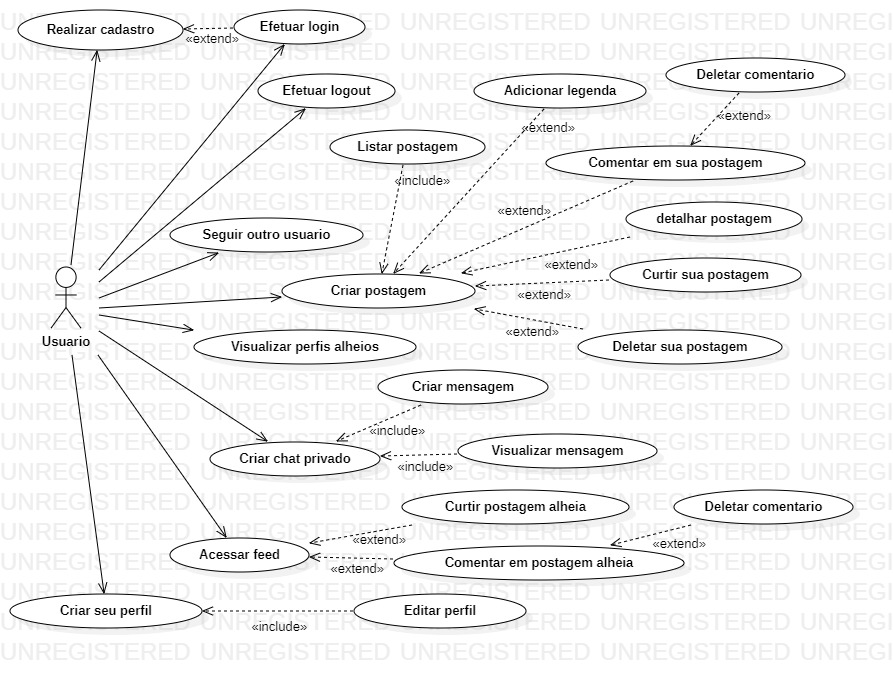 Realizar cadastro
Efetuar login
«extend»
Efetuar logout
Adicionar legenda
Deletar comentario
«extend»
«extend»
Listar postagem
Comentar em sua postagem
«include»
Seguir outro usuario
«extend»
detalhar postagem
«extend»
Criar postagem
Curtir sua postagem
«extend»
«extend»
Usuario
Visualizar perfis alheios
Deletar sua postagem
Criar mensagem
«include»
Criar chat privado
Visualizar mensagem
«include»
Curtir postagem alheia
Deletar comentario
«extend»
«extend»
Acessar feed
Comentar em postagem alheia
«extend»
Criar seu perfil
Editar perfil
«include»
UNREGISTERED